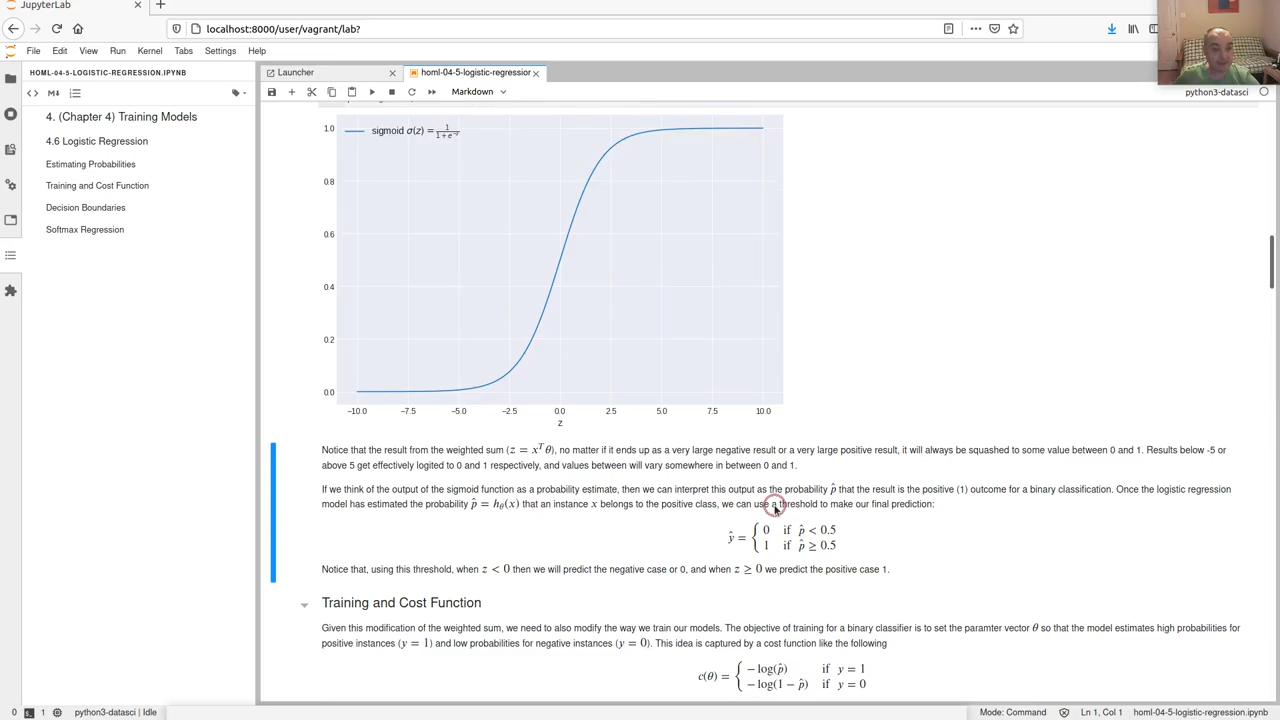 JupyterLab
localhost:8000/user/vagrant/lab?
File Edit View Run Kernel Tabs Settings Help
HOML-04-5-LOGISTIC-REGRESSION.IPYNB
Launcher
homl-04-5-logistic-regression
Markdown
python3-datasci
4. (Chapter 4) Training Models
4.6 Logistic Regression
Estimating Probabilities
Training and Cost Function
Decision Boundaries
Softmax Regression
sigmoid σ(z) = 1 / 1 + e^-z
1.0
0.8
0.6
0.4
0.2
0.0
−10.0 −7.5 −5.0 −2.5 0.0 2.5 5.0 7.5 10.0
z
Notice that the result from the weighted sum (z = x^T θ), no matter if it ends up as a very large negative result or a very large positive result, it will always be squashed to some value between 0 and 1. Results below -5 or
above 5 get effectively logited to 0 and 1 respectively, and values between will vary somewhere in between 0 and 1.
If we think of the output of the sigmoid function as a probability estimate, then we can interpret this output as the probability p̂ that the result is the positive (1) outcome for a binary classification. Once the logistic regression
model has estimated the probability p̂ = hθ(x) that an instance x belongs to the positive class, we can use a threshold to make our final prediction:
ŷ = { 0 if p̂ < 0.5
1 if p̂ ≥ 0.5
Notice that, using this threshold, when z < 0 then we will predict the negative case or 0, and when z ≥ 0 we predict the positive case 1.
Training and Cost Function
Given this modification of the weighted sum, we need to also modify the way we train our models. The objective of training for a binary classifier is to set the paramter vector θ so that the model estimates high probabilities for
positive instances (y = 1) and low probabilities for negative instances (y = 0). This idea is captured by a cost function like the following
c(θ) = { − log(p̂) if y = 1
− log(1 − p̂) if y = 0
0 1 python3-datasci | Idle
Mode: Command Ln 1, Col 1 homl-04-5-logistic-regression.ipynb